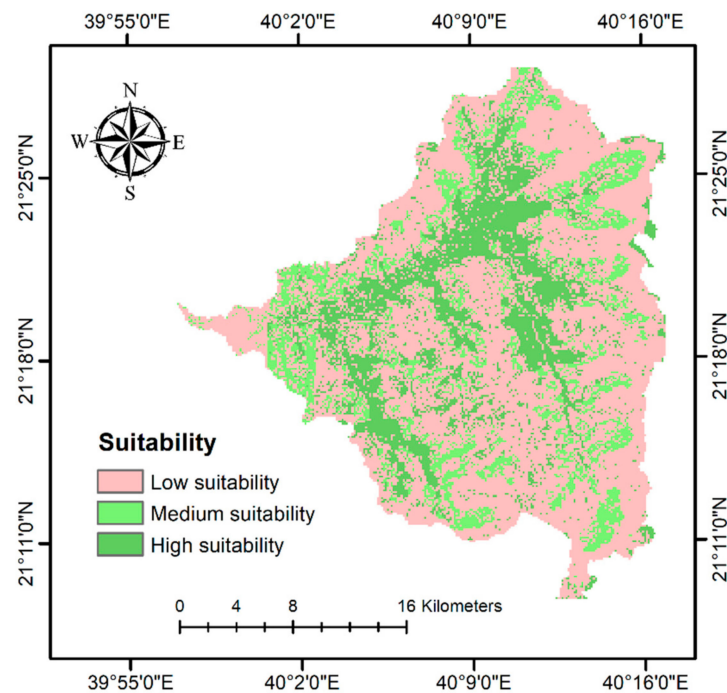 39°55'0"E 40°2'0"E 40°9'0"E 40°16'0"E
N
W E
S
21°25'0"N 21°25'0"N
21°18'0"N 21°18'0"N
Suitability
Low suitability
Medium suitability
High suitability
21°11'0"N 21°11'0"N
0 4 8 16 Kilometers
39°55'0"E 40°2'0"E 40°9'0"E 40°16'0"E